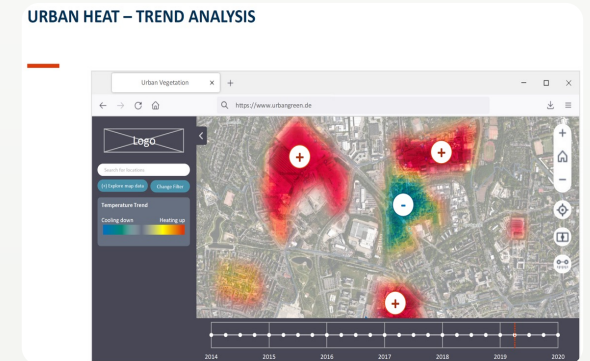 URBAN HEAT – TREND ANALYSIS
Urban Vegetation
https://www.urbangreen.de
Logo
Search for locations
(+) Explore map data
Change Filter
Temperature Trend
Cooling down
Heating up
+
+
-
+
2014
2015
2016
2017
2018
2019
2020